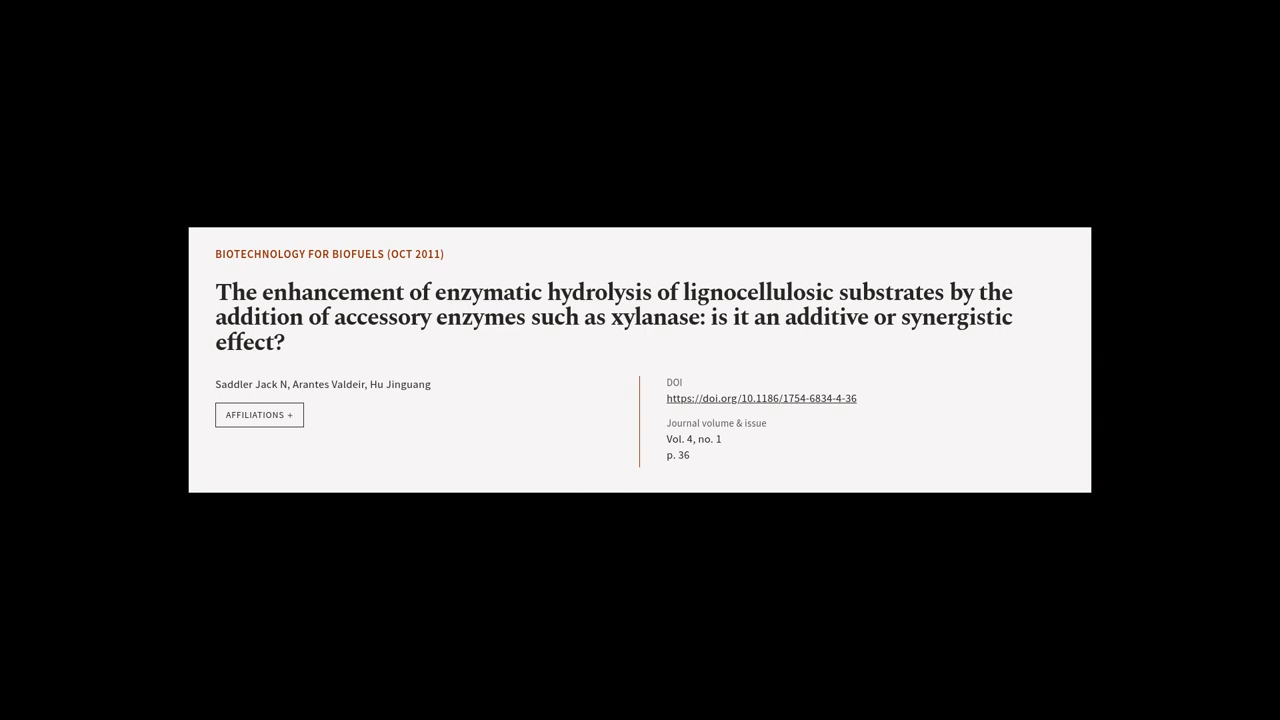 BIOTECHNOLOGY FOR BIOFUELS (OCT 2011)
The enhancement of enzymatic hydrolysis of lignocellulosic substrates by the
addition of accessory enzymes such as xylanase: is it an additive or synergistic
effect?
Saddler Jack N, Arantes Valdeir, Hu Jinguang
AFFILIATIONS +
DOI
https://doi.org/10.1186/1754-6834-4-36
Journal volume & issue
Vol. 4, no. 1
p. 36